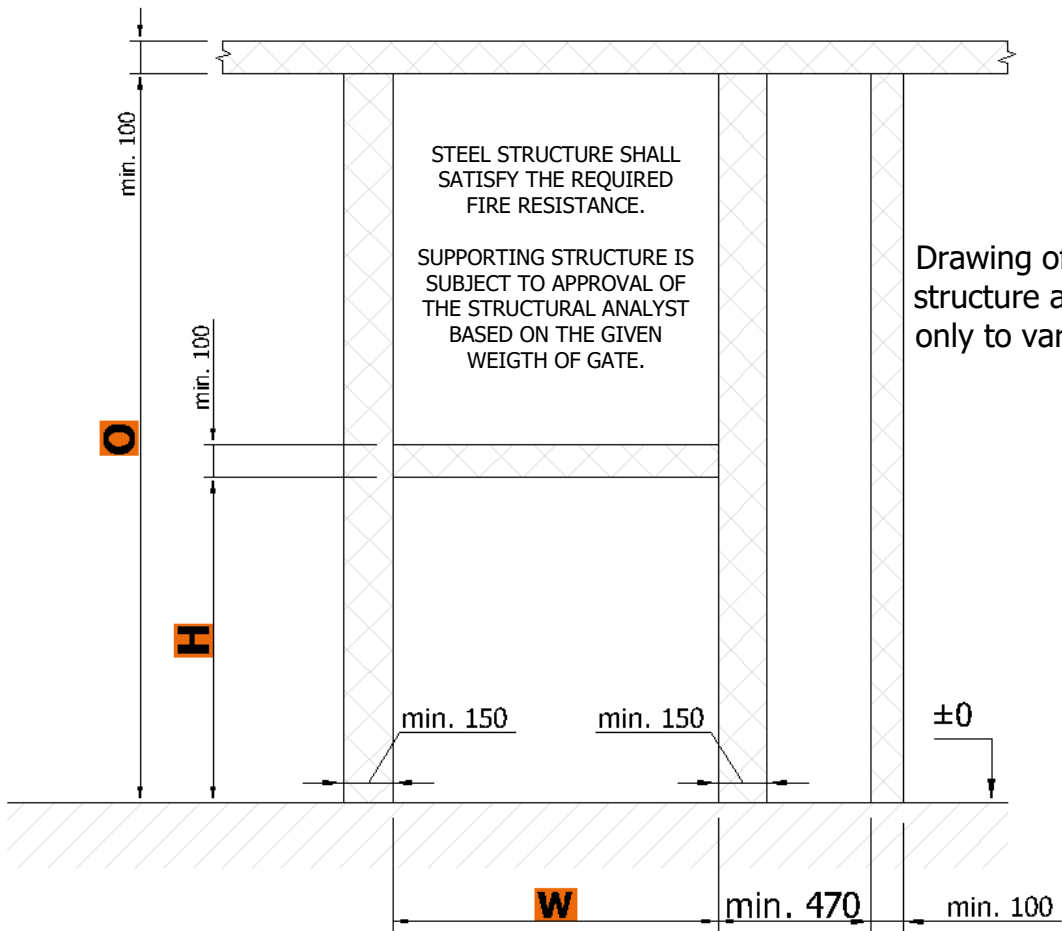 min. 100
STEEL STRUCTURE SHALL
SATISFY THE REQUIRED
FIRE RESISTANCE.
SUPPORTING STRUCTURE IS
SUBJECT TO APPROVAL OF
THE STRUCTURAL ANALYST
BASED ON THE GIVEN
WEIGTH OF GATE.
Drawing of
structure a
only to var
min. 100
O
H
min. 150
min. 150
±0
W
min. 470
min. 100